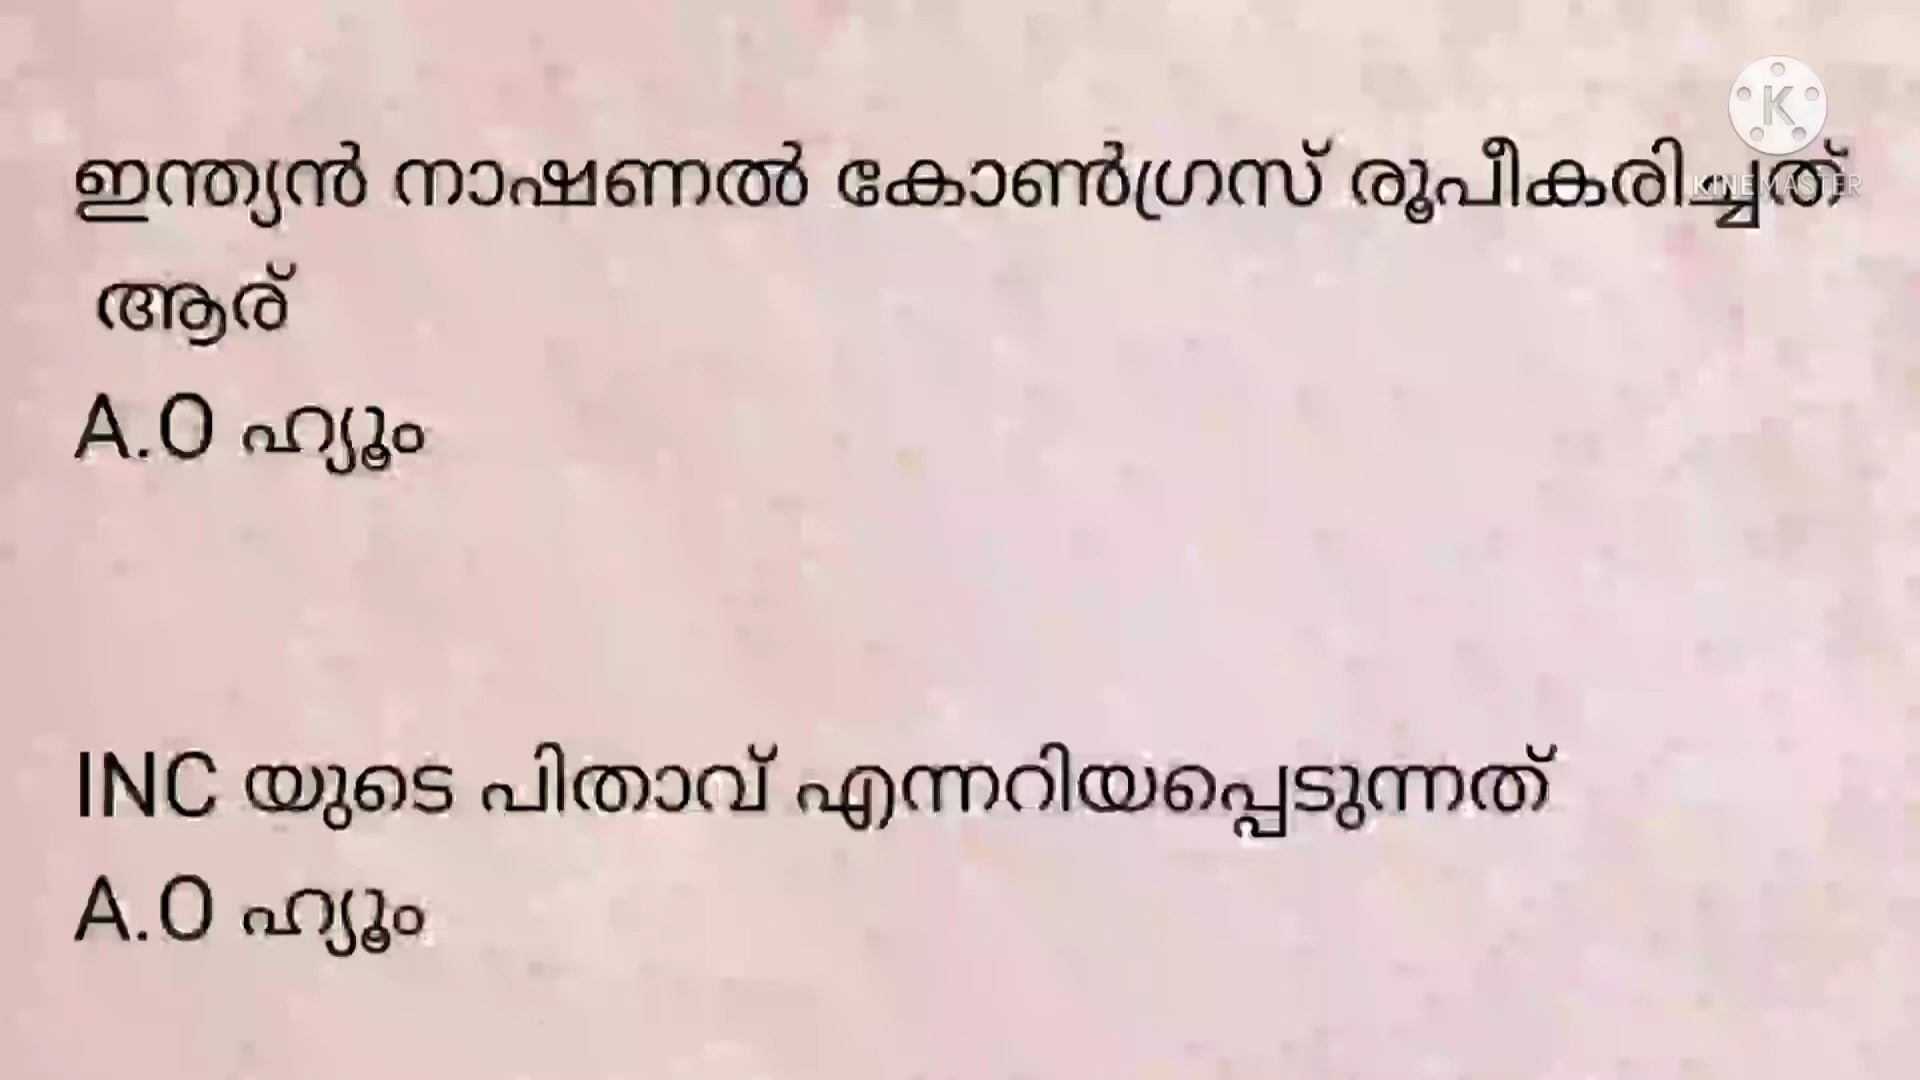 ഇന്ത്യൻ നാഷണൽ കോൺഗ്രസ് രൂപീകരിച്ചത്
ആര്
A.O ഹ്യൂം
INC യുടെ പിതാവ് എന്നറിയപ്പെടുന്നത്
A.O ഹ്യൂം
K
KINEMASTER